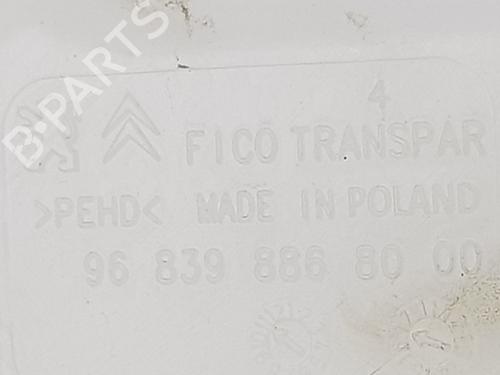 B-PARTS
4
FICO TRANSPAR
>PEHD< MADE IN POLAND
96 839 886 80 00